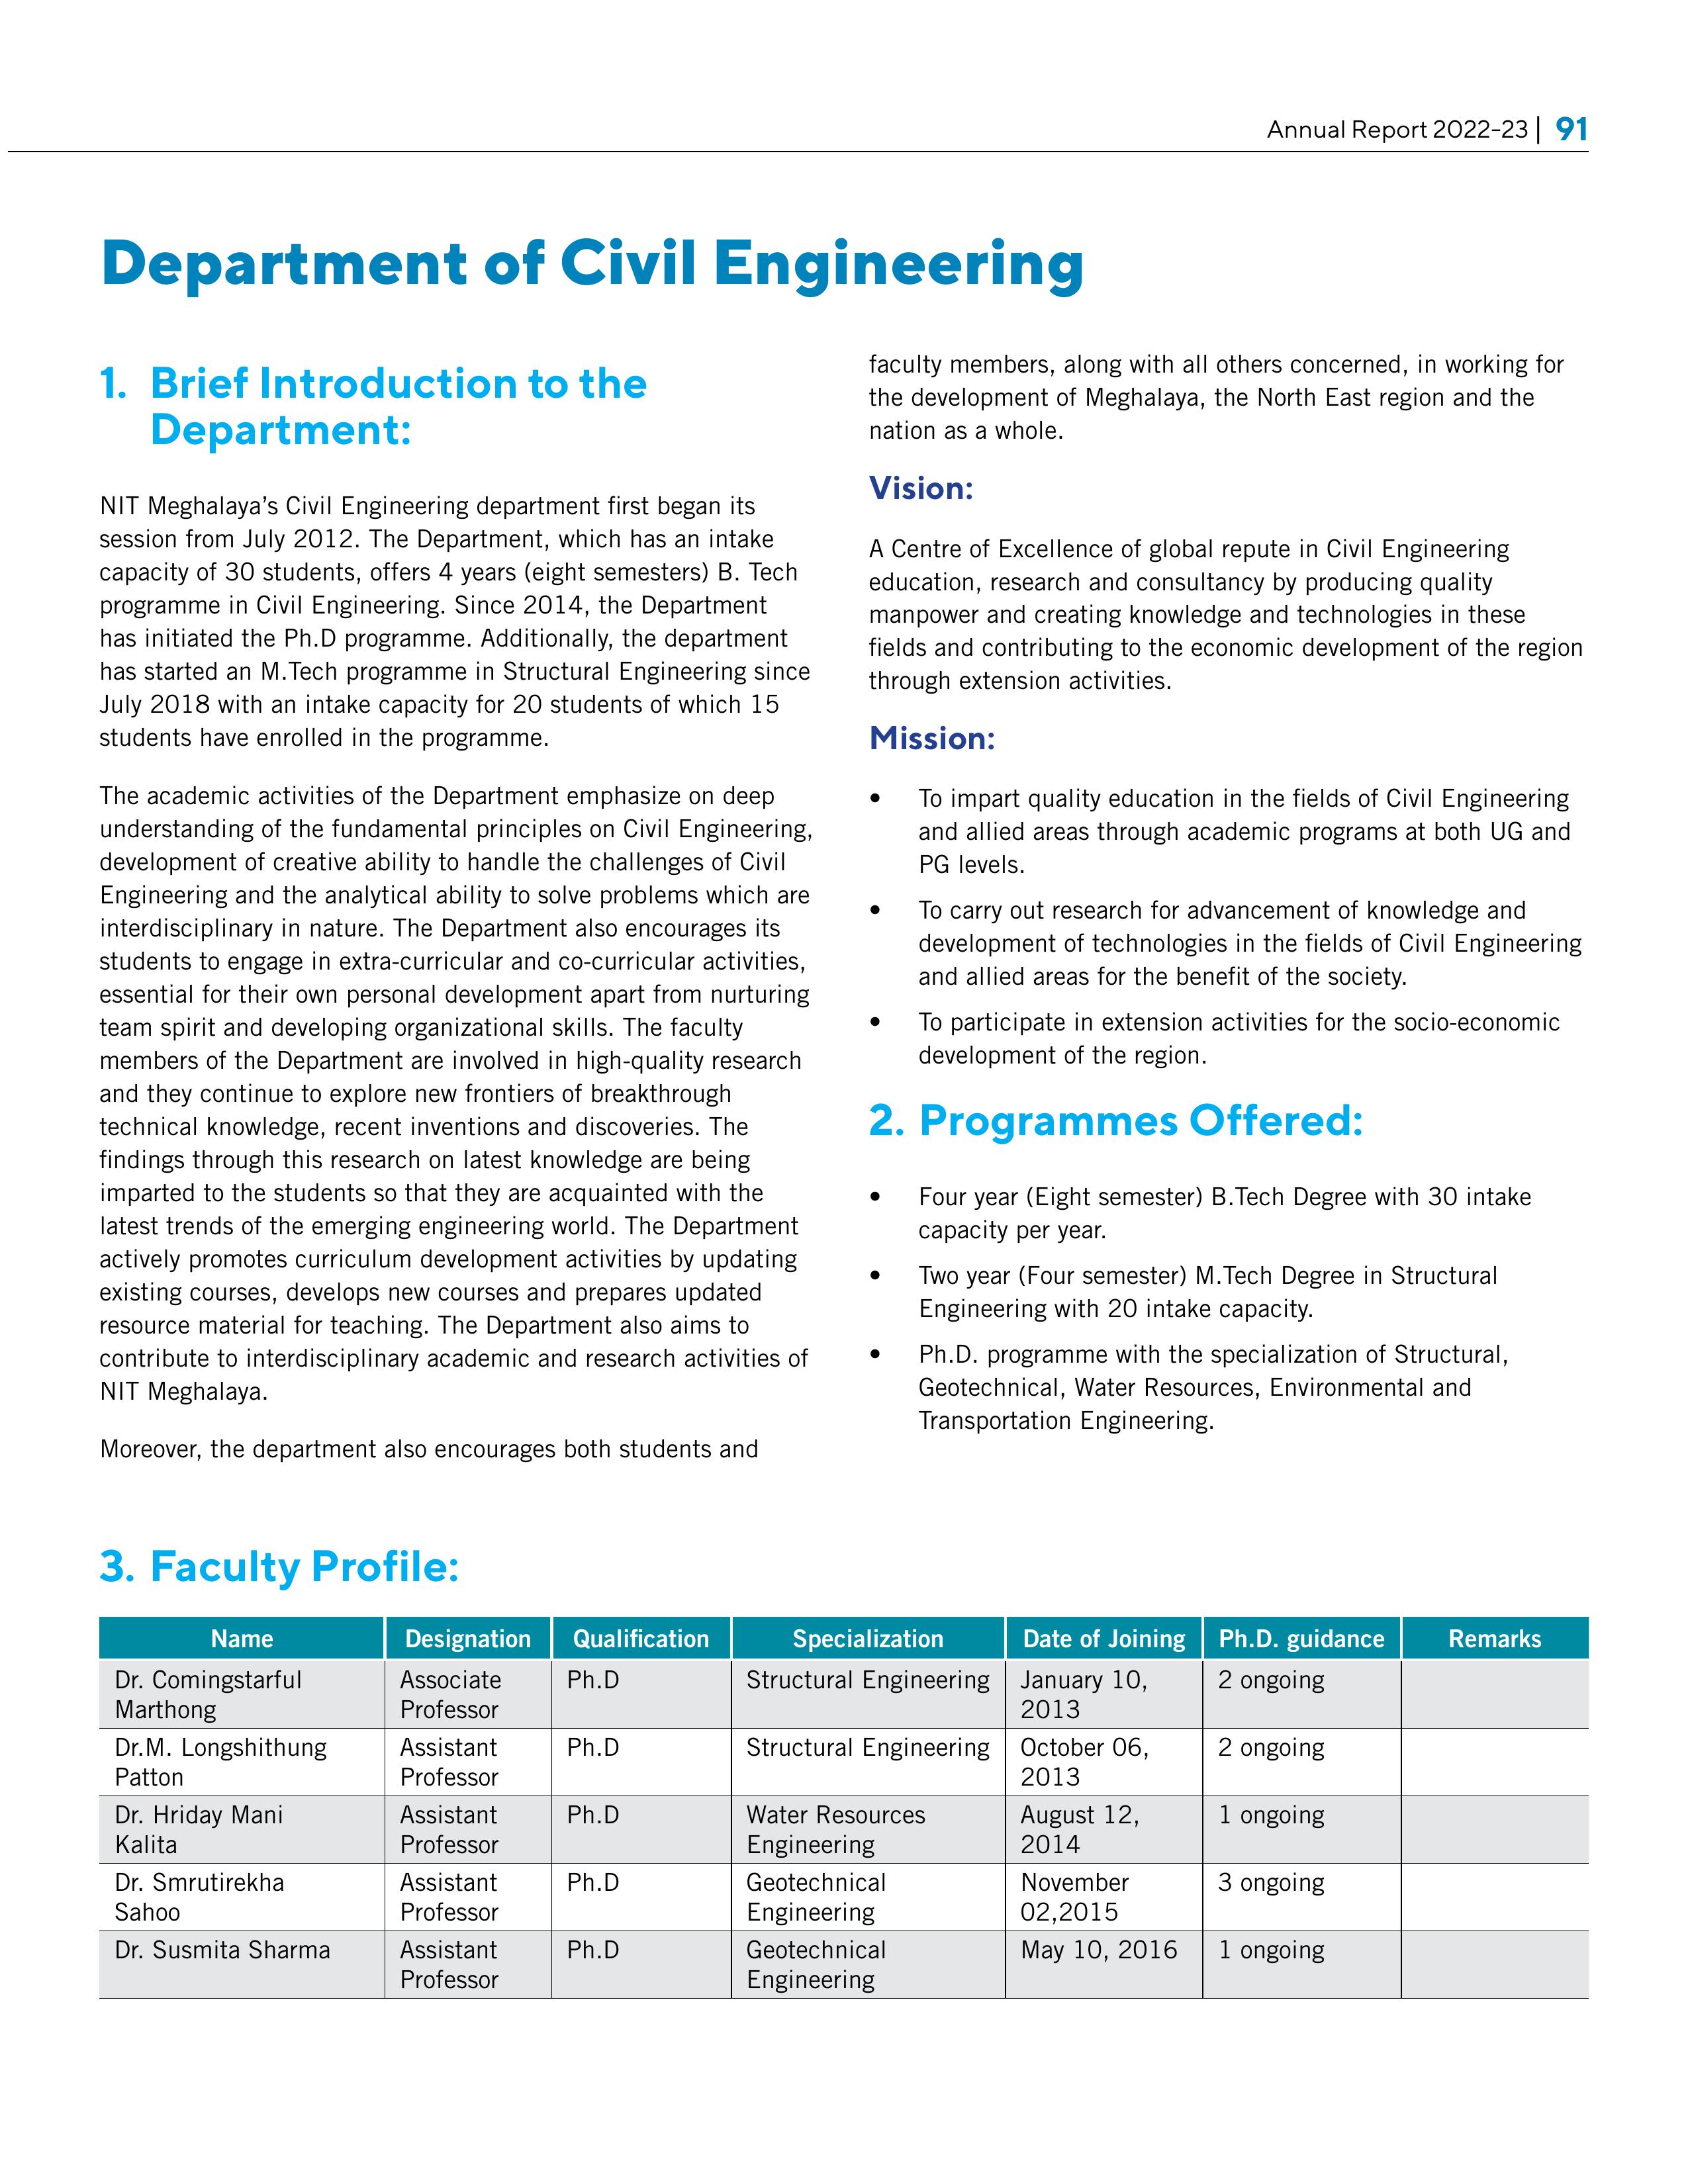 Annual Report 2022-23 | 91
Department of Civil Engineering
1. Brief Introduction to the
Department:
NIT Meghalaya’s Civil Engineering department first began its
session from July 2012. The Department, which has an intake
capacity of 30 students, offers 4 years (eight semesters) B. Tech
programme in Civil Engineering. Since 2014, the Department
has initiated the Ph.D programme. Additionally, the department
has started an M.Tech programme in Structural Engineering since
July 2018 with an intake capacity for 20 students of which 15
students have enrolled in the programme.
The academic activities of the Department emphasize on deep
understanding of the fundamental principles on Civil Engineering,
development of creative ability to handle the challenges of Civil
Engineering and the analytical ability to solve problems which are
interdisciplinary in nature. The Department also encourages its
students to engage in extra-curricular and co-curricular activities,
essential for their own personal development apart from nurturing
team spirit and developing organizational skills. The faculty
members of the Department are involved in high-quality research
and they continue to explore new frontiers of breakthrough
technical knowledge, recent inventions and discoveries. The
findings through this research on latest knowledge are being
imparted to the students so that they are acquainted with the
latest trends of the emerging engineering world. The Department
actively promotes curriculum development activities by updating
existing courses, develops new courses and prepares updated
resource material for teaching. The Department also aims to
contribute to interdisciplinary academic and research activities of
NIT Meghalaya.
Moreover, the department also encourages both students and
faculty members, along with all others concerned, in working for
the development of Meghalaya, the North East region and the
nation as a whole.
Vision:
A Centre of Excellence of global repute in Civil Engineering
education, research and consultancy by producing quality
manpower and creating knowledge and technologies in these
fields and contributing to the economic development of the region
through extension activities.
Mission:
• To impart quality education in the fields of Civil Engineering
and allied areas through academic programs at both UG and
PG levels.
• To carry out research for advancement of knowledge and
development of technologies in the fields of Civil Engineering
and allied areas for the benefit of the society.
• To participate in extension activities for the socio-economic
development of the region.
2. Programmes Offered:
• Four year (Eight semester) B.Tech Degree with 30 intake
capacity per year.
• Two year (Four semester) M.Tech Degree in Structural
Engineering with 20 intake capacity.
• Ph.D. programme with the specialization of Structural,
Geotechnical, Water Resources, Environmental and
Transportation Engineering.
3. Faculty Profile:
Name Designation Qualification Specialization Date of Joining Ph.D. guidance Remarks
Dr. Comingstarful Associate Ph.D Structural Engineering January 10, 2 ongoing
Marthong Professor 2013
Dr.M. Longshithung Assistant Ph.D Structural Engineering October 06, 2 ongoing
Patton Professor 2013
Dr. Hriday Mani Assistant Ph.D Water Resources August 12, 1 ongoing
Kalita Professor Engineering 2014
Dr. Smrutirekha Assistant Ph.D Geotechnical November 3 ongoing
Sahoo Professor Engineering 02,2015
Dr. Susmita Sharma Assistant Ph.D Geotechnical May 10, 2016 1 ongoing
Professor Engineering